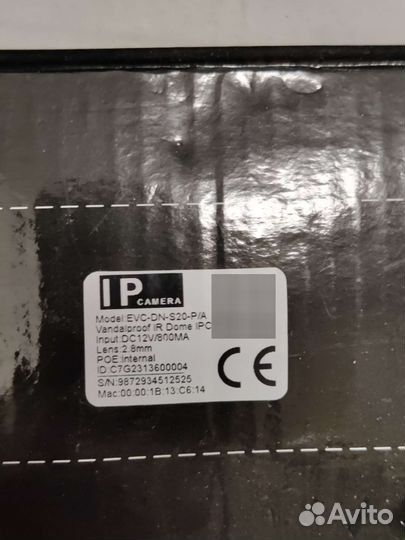 IP CAMERA
Model:EVC-DN-S20-P/A
Vandalproof IR Dome IPC
Input:DC12V/800MA
Lens:2.8mm
POE:Internal
ID:C7G2313600004
S/N:9872934512525
Mac:00:00:1B:13:C6:14
CE
Avito